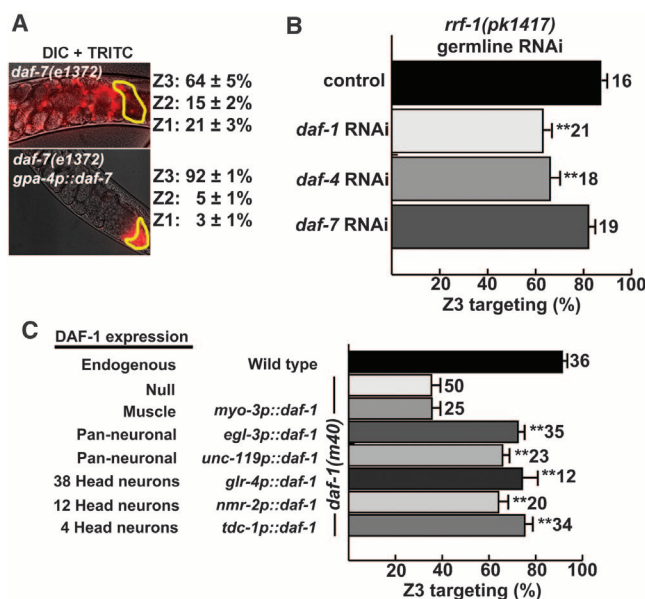 A
DIC + TRITC
daf-7(e1372)
Z3: 64 ± 5%
Z2: 15 ± 2%
Z1: 21 ± 3%
daf-7(e1372)
gpa-4p::daf-7
Z3: 92 ± 1%
Z2: 5 ± 1%
Z1: 3 ± 1%
B
rrf-1(pk1417)
germline RNAi
control
16
daf-1 RNAi
**21
daf-4 RNAi
**18
daf-7 RNAi
19
20 40 60 80 100
Z3 targeting (%)
C
DAF-1 expression
Endogenous Wild type 36
Null 50
Muscle myo-3p::daf-1 25
Pan-neuronal egl-3p::daf-1 **35
Pan-neuronal unc-119p::daf-1 **23
38 Head neurons glr-4p::daf-1 **12
12 Head neurons nmr-2p::daf-1 **20
4 Head neurons tdc-1p::daf-1 **34
daf-1(m40)
20 40 60 80 100
Z3 targeting (%)